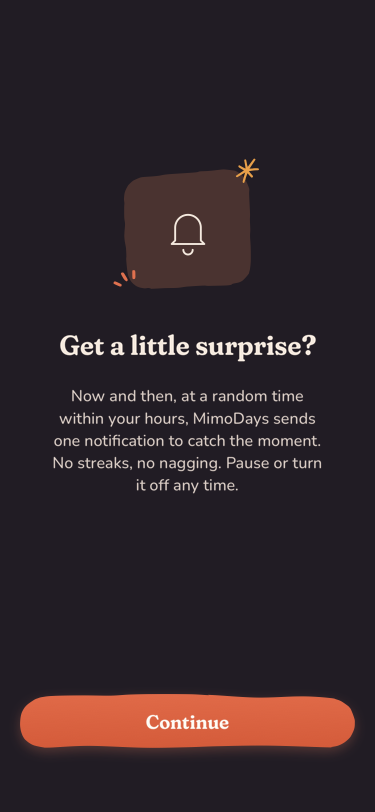 Get a little surprise?
Now and then, at a random time
within your hours, MimoDays sends
one notification to catch the moment.
No streaks, no nagging. Pause or turn
it off any time.
Continue